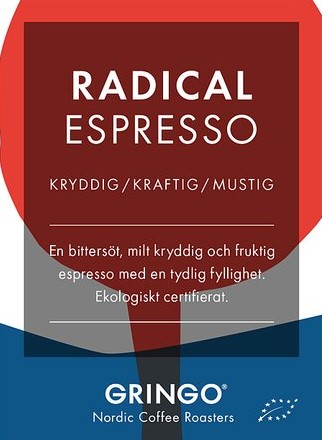 RADICAL
ESPRESSO
KRYDDIG/KRAFTIG/MUSTIG
En bittersöt, milt kryddig och fruktig
espresso med en tydlig fyllighet.
Ekologiskt certifierat.
GRINGO®
Nordic Coffee Roasters